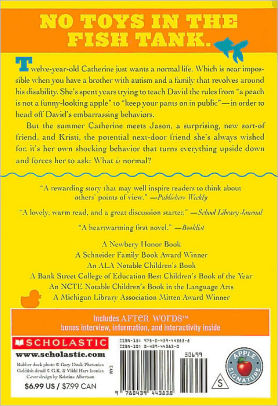 NO TOYS IN THE
FISH TANK.
Twelve-year-old Catherine just wants a normal life. Which is near impos-
sible when you have a brother with autism and a family that revolves around
his disability. She's spent years trying to teach David the rules from "a peach
is not a funny-looking apple" to "keep your pants on in public"—in order to
head off David's embarrassing behaviors.
But the summer Catherine meets Jason, a surprising, new sort-of
friend, and Kristi, the potential next-door friend she's always wished
for, it's her own shocking behavior that turns everything upside down
and forces her to ask: What is normal?
"A rewarding story that may well inspire readers to think about
others' points of view." —Publishers Weekly
"A lovely, warm read, and a great discussion starter." —School Library Journal
"A heartwarming first novel." —Booklist
A Newbery Honor Book
A Schneider Family Book Award Winner
An ALA Notable Children's Book
A Bank Street College of Education Best Children's Book of the Year
An NCTE Notable Children's Book in the Language Arts
A Michigan Library Association Mitten Award Winner
Includes AFTER WORDS™
bonus interview, information, and interactivity inside
SCHOLASTIC
www.scholastic.com
$6.99 US / $7.99 CAN
50699
9 780439 443838
APPLE
SIGNATURE
S